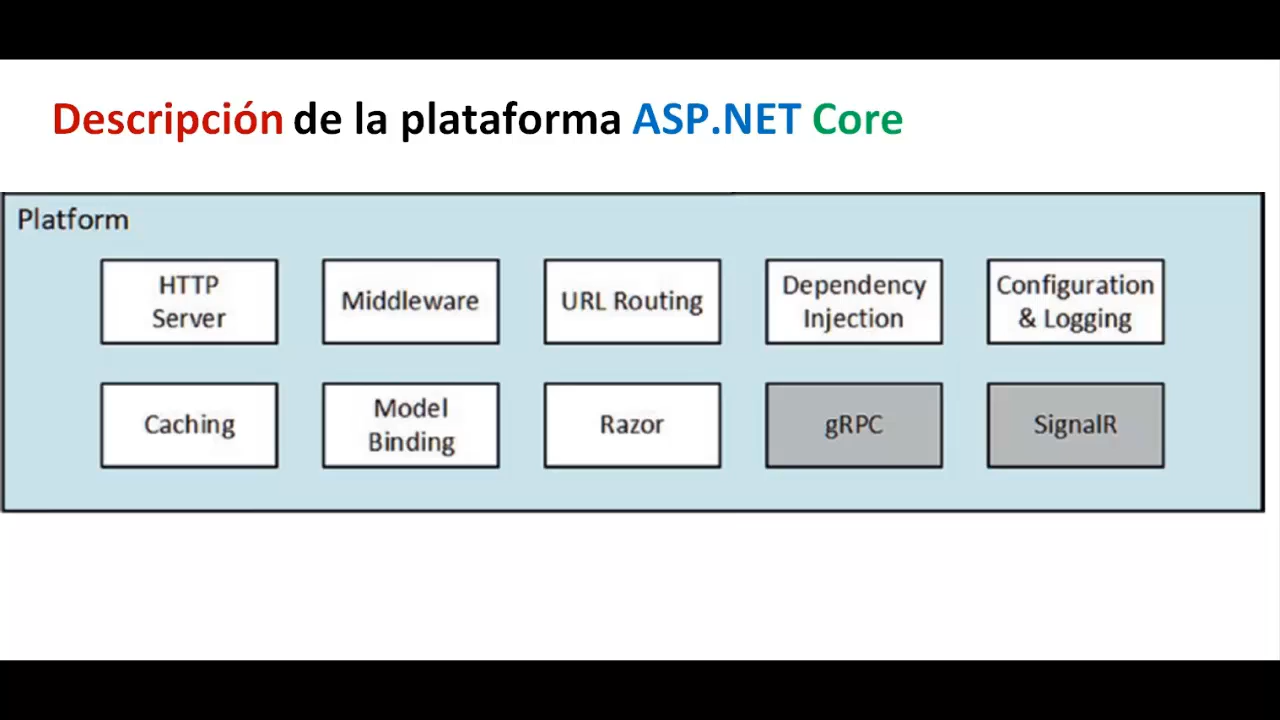 Descripción de la plataforma ASP.NET Core
Platform
HTTP
Server
Middleware
URL Routing
Dependency
Injection
Configuration
& Logging
Caching
Model
Binding
Razor
gRPC
SignalR